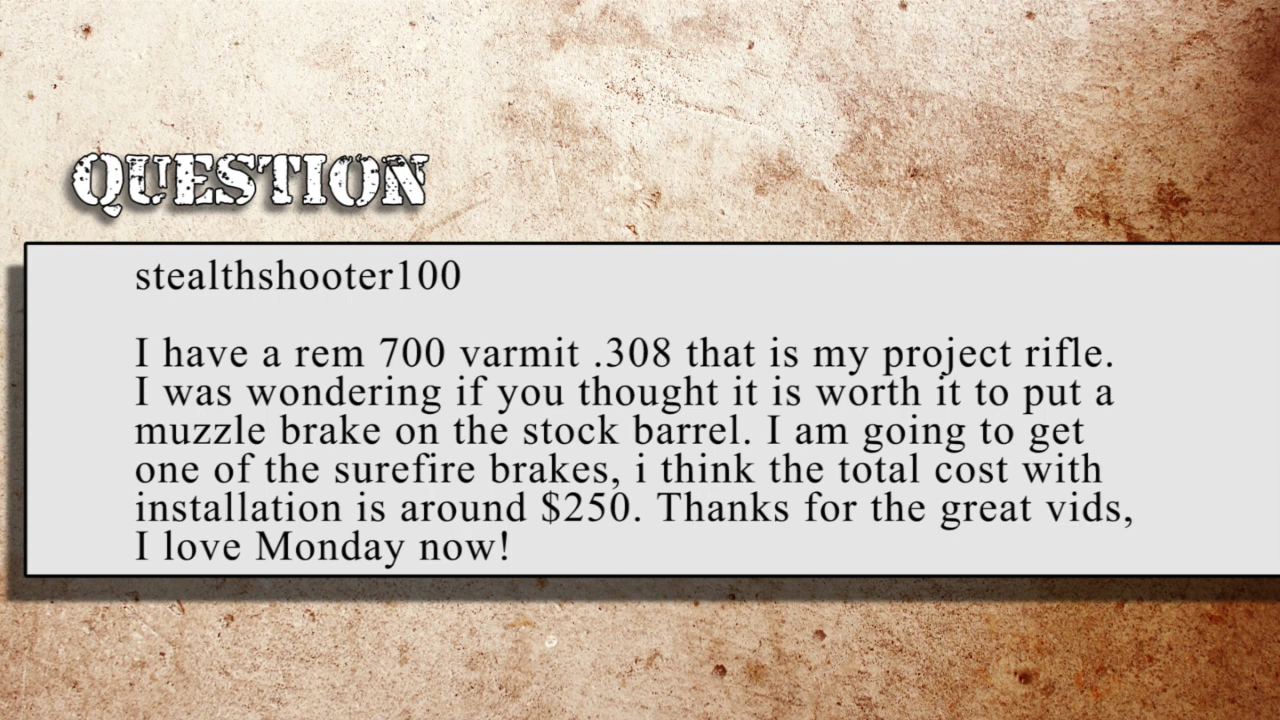 QUESTION
stealthshooter100
I have a rem 700 varmit .308 that is my project rifle.
I was wondering if you thought it is worth it to put a
muzzle brake on the stock barrel. I am going to get
one of the surefire brakes, i think the total cost with
installation is around $250. Thanks for the great vids,
I love Monday now!